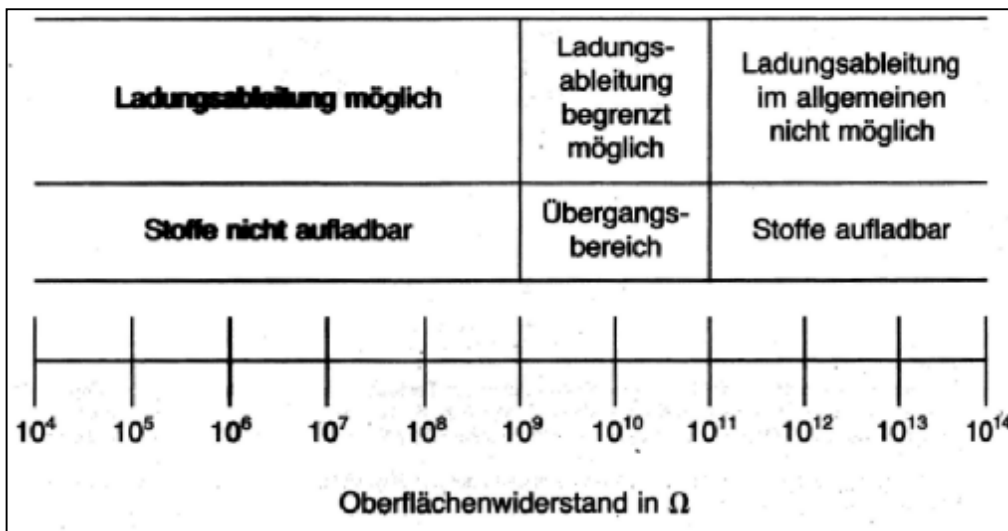 Ladungsableitung möglich
Ladungs-
ableitung
begrenzt
möglich
Ladungsableitung
im allgemeinen
nicht möglich
Stoffe nicht aufladbar
Übergangs-
bereich
Stoffe aufladbar
10⁴ 10⁵ 10⁶ 10⁷ 10⁸ 10⁹ 10¹⁰ 10¹¹ 10¹² 10¹³ 10¹⁴
Oberflächenwiderstand in Ω